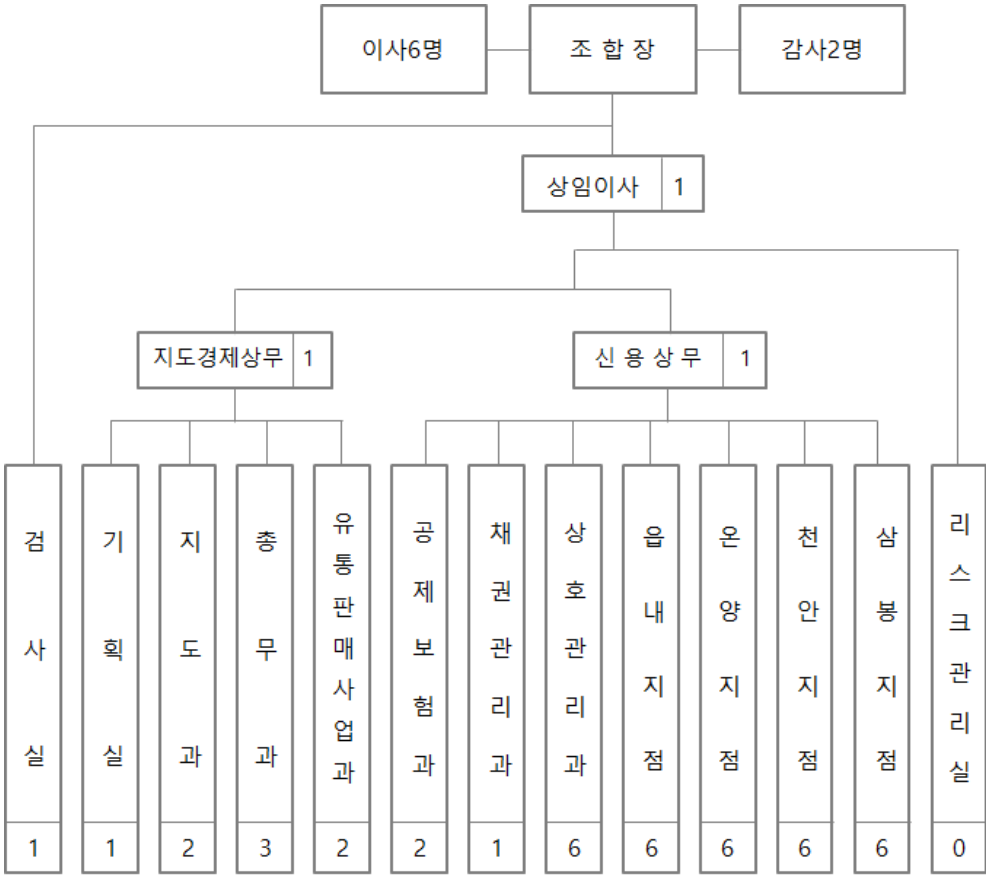 이사6명
조 합 장
감사2명
상임이사 1
지도경제상무 1
신 용 상 무 1
검사실 1
기획실 1
지도과 2
총무과 3
유통판매사업과 2
공제보험과 2
채권관리과 1
상호관리과 6
읍내지점 6
온양지점 6
천안지점 6
삼봉지점 6
리스크관리실 0